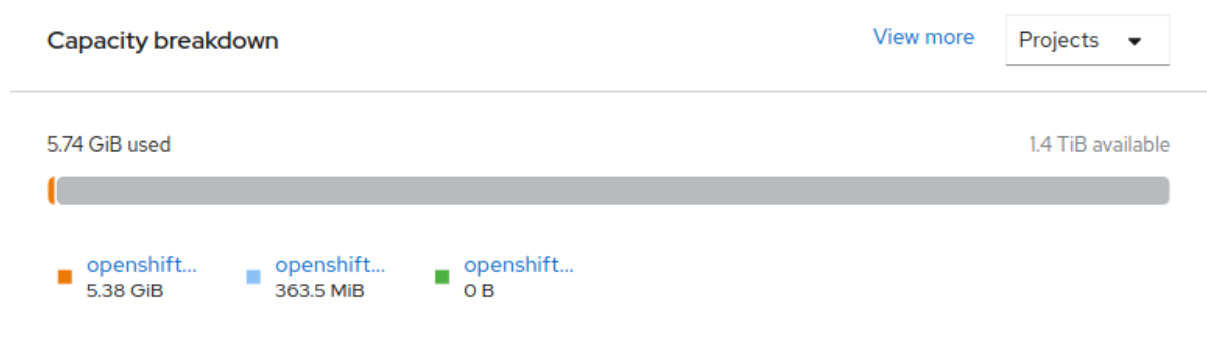 Capacity breakdown View more Projects
5.74 GiB used 1.4 TiB available
openshift... openshift... openshift...
5.38 GiB 363.5 MiB 0 B